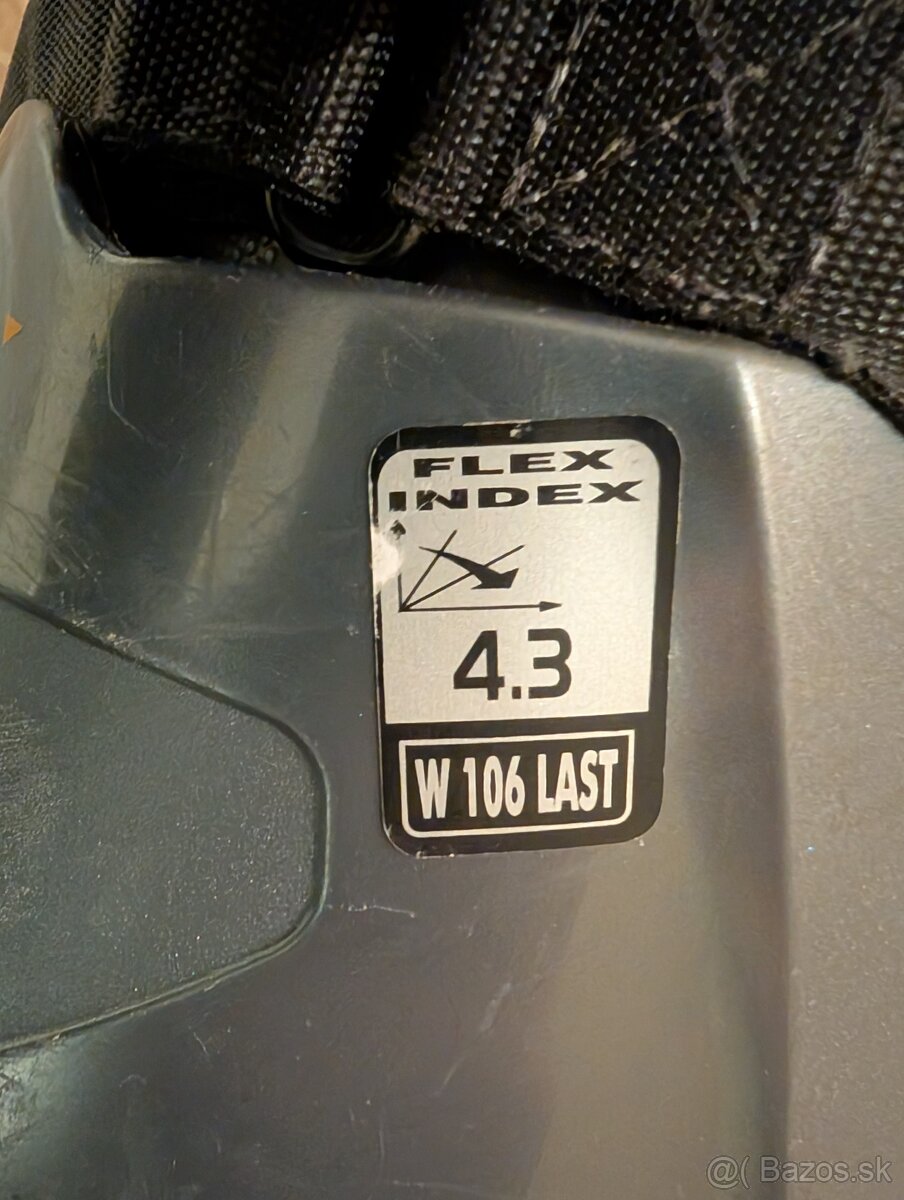 FLEX
INDEX
4.3
W 106 LAST
@( Bazos.sk